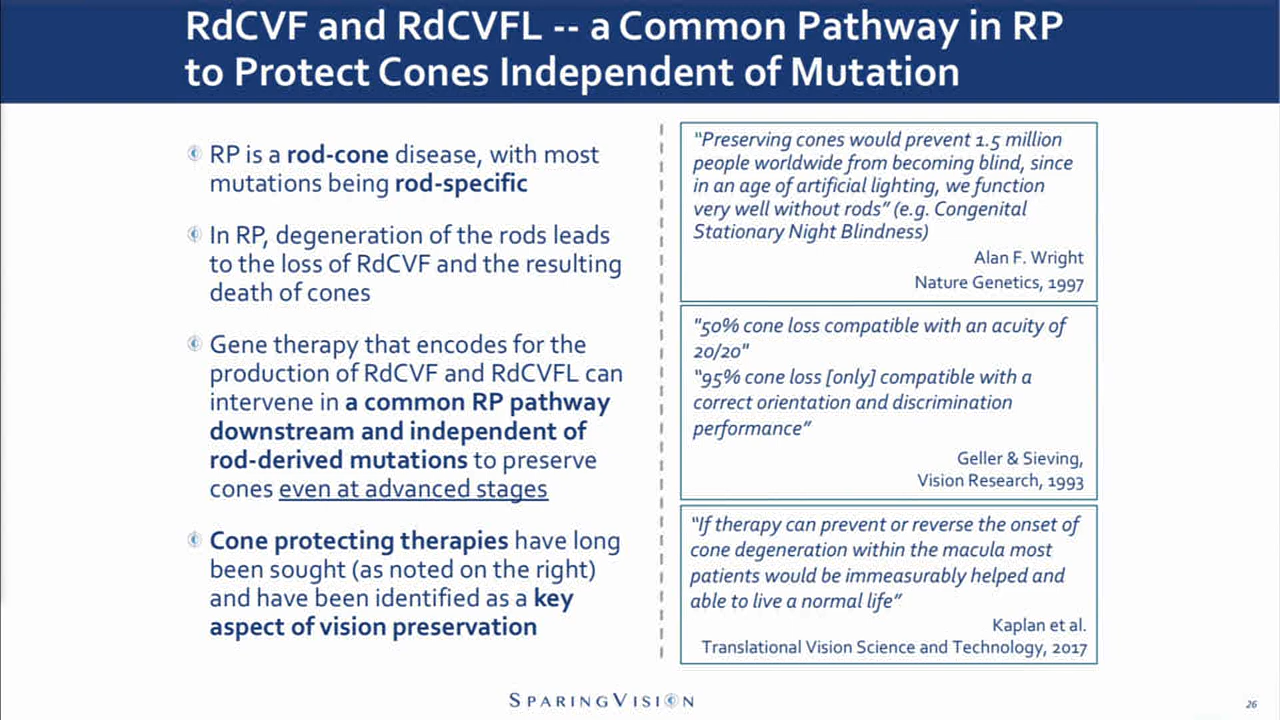 RdCVF and RdCVFL -- a Common Pathway in RP
to Protect Cones Independent of Mutation
RP is a rod-cone disease, with most
mutations being rod-specific
In RP, degeneration of the rods leads
to the loss of RdCVF and the resulting
death of cones
Gene therapy that encodes for the
production of RdCVF and RdCVFL can
intervene in a common RP pathway
downstream and independent of
rod-derived mutations to preserve
cones even at advanced stages
Cone protecting therapies have long
been sought (as noted on the right)
and have been identified as a key
aspect of vision preservation
“Preserving cones would prevent 1.5 million
people worldwide from becoming blind, since
in an age of artificial lighting, we function
very well without rods” (e.g. Congenital
Stationary Night Blindness)
Alan F. Wright
Nature Genetics, 1997
"50% cone loss compatible with an acuity of
20/20"
“95% cone loss [only] compatible with a
correct orientation and discrimination
performance”
Geller & Sieving,
Vision Research, 1993
“If therapy can prevent or reverse the onset of
cone degeneration within the macula most
patients would be immeasurably helped and
able to live a normal life”
Kaplan et al.
Translational Vision Science and Technology, 2017
SPARINGVISION
26